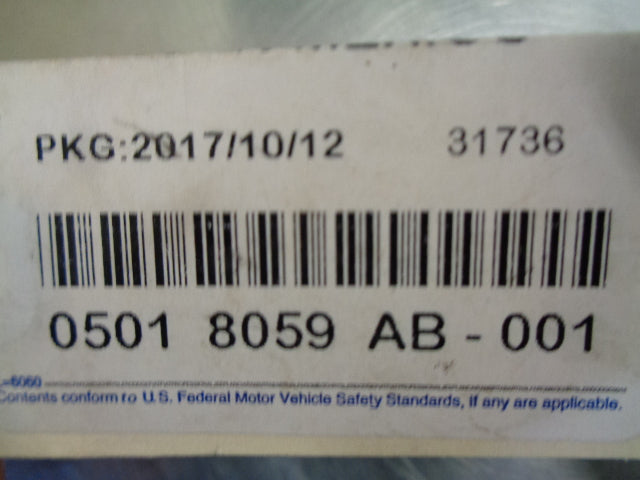 PKG:2017/10/12 31736
0501 8059 AB - 001
-6060
Contents conform to U.S. Federal Motor Vehicle Safety Standards, if any are applicable.